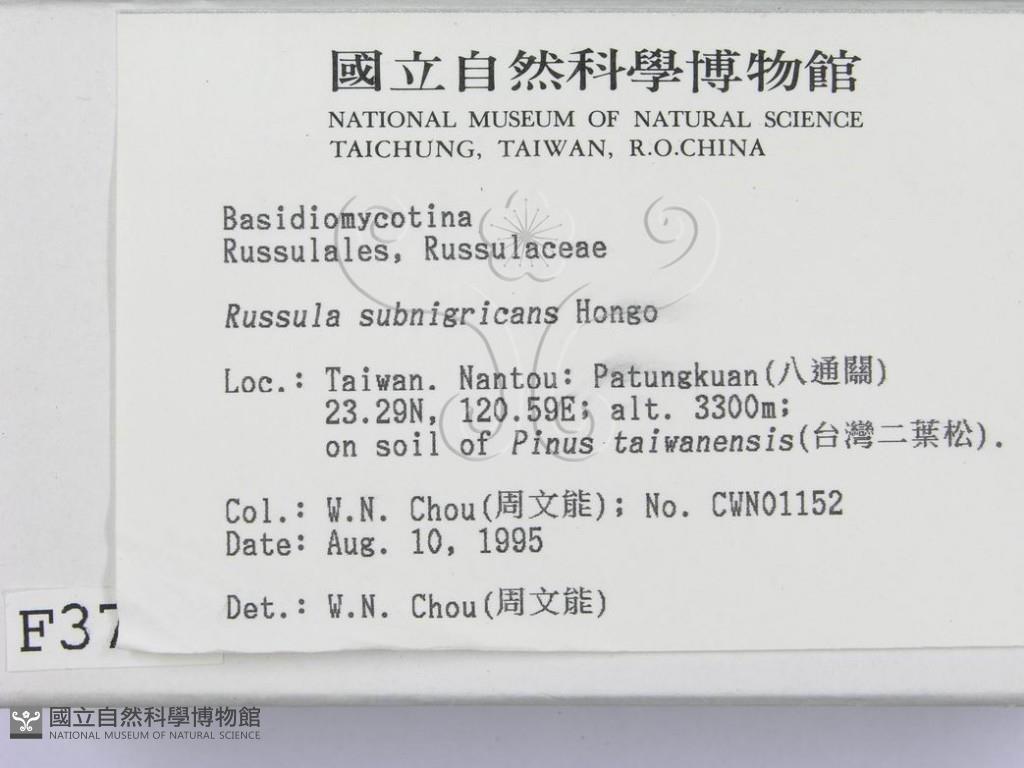 國立自然科學博物館
NATIONAL MUSEUM OF NATURAL SCIENCE
TAICHUNG, TAIWAN, R.O.CHINA
Basidiomycotina
Russulales, Russulaceae
Russula subnigricans Hongo
Loc.: Taiwan. Nantou: Patungkuan(八通關)
23.29N, 120.59E; alt. 3300m;
on soil of Pinus taiwanensis(台灣二葉松).
Col.: W.N. Chou(周文能); No. CWN01152
Date: Aug. 10, 1995
Det.: W.N. Chou(周文能)
F37
國立自然科學博物館
NATIONAL MUSEUM OF NATURAL SCIENCE